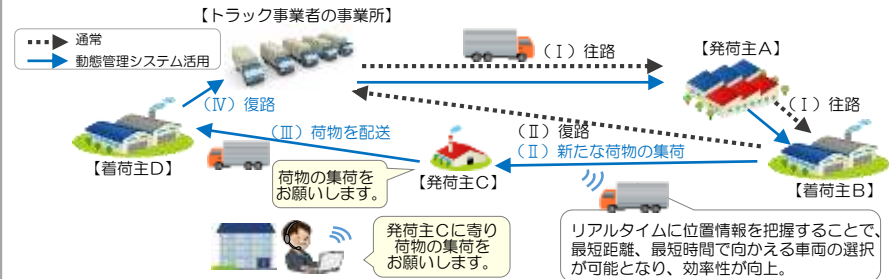 【トラック事業者の事業所】
通常
動態管理システム活用
（Ⅰ）往路
【発荷主A】
（Ⅰ）往路
（Ⅳ）復路
（Ⅲ）荷物を配送
（Ⅱ）復路
（Ⅱ）新たな荷物の集荷
【着荷主D】
【発荷主C】
【着荷主B】
荷物の集荷を
お願いします。
発荷主Cに寄り
荷物の集荷を
お願いします。
リアルタイムに位置情報を把握することで、
最短距離、最短時間で向かえる車両の選択
が可能となり、効率性が向上。